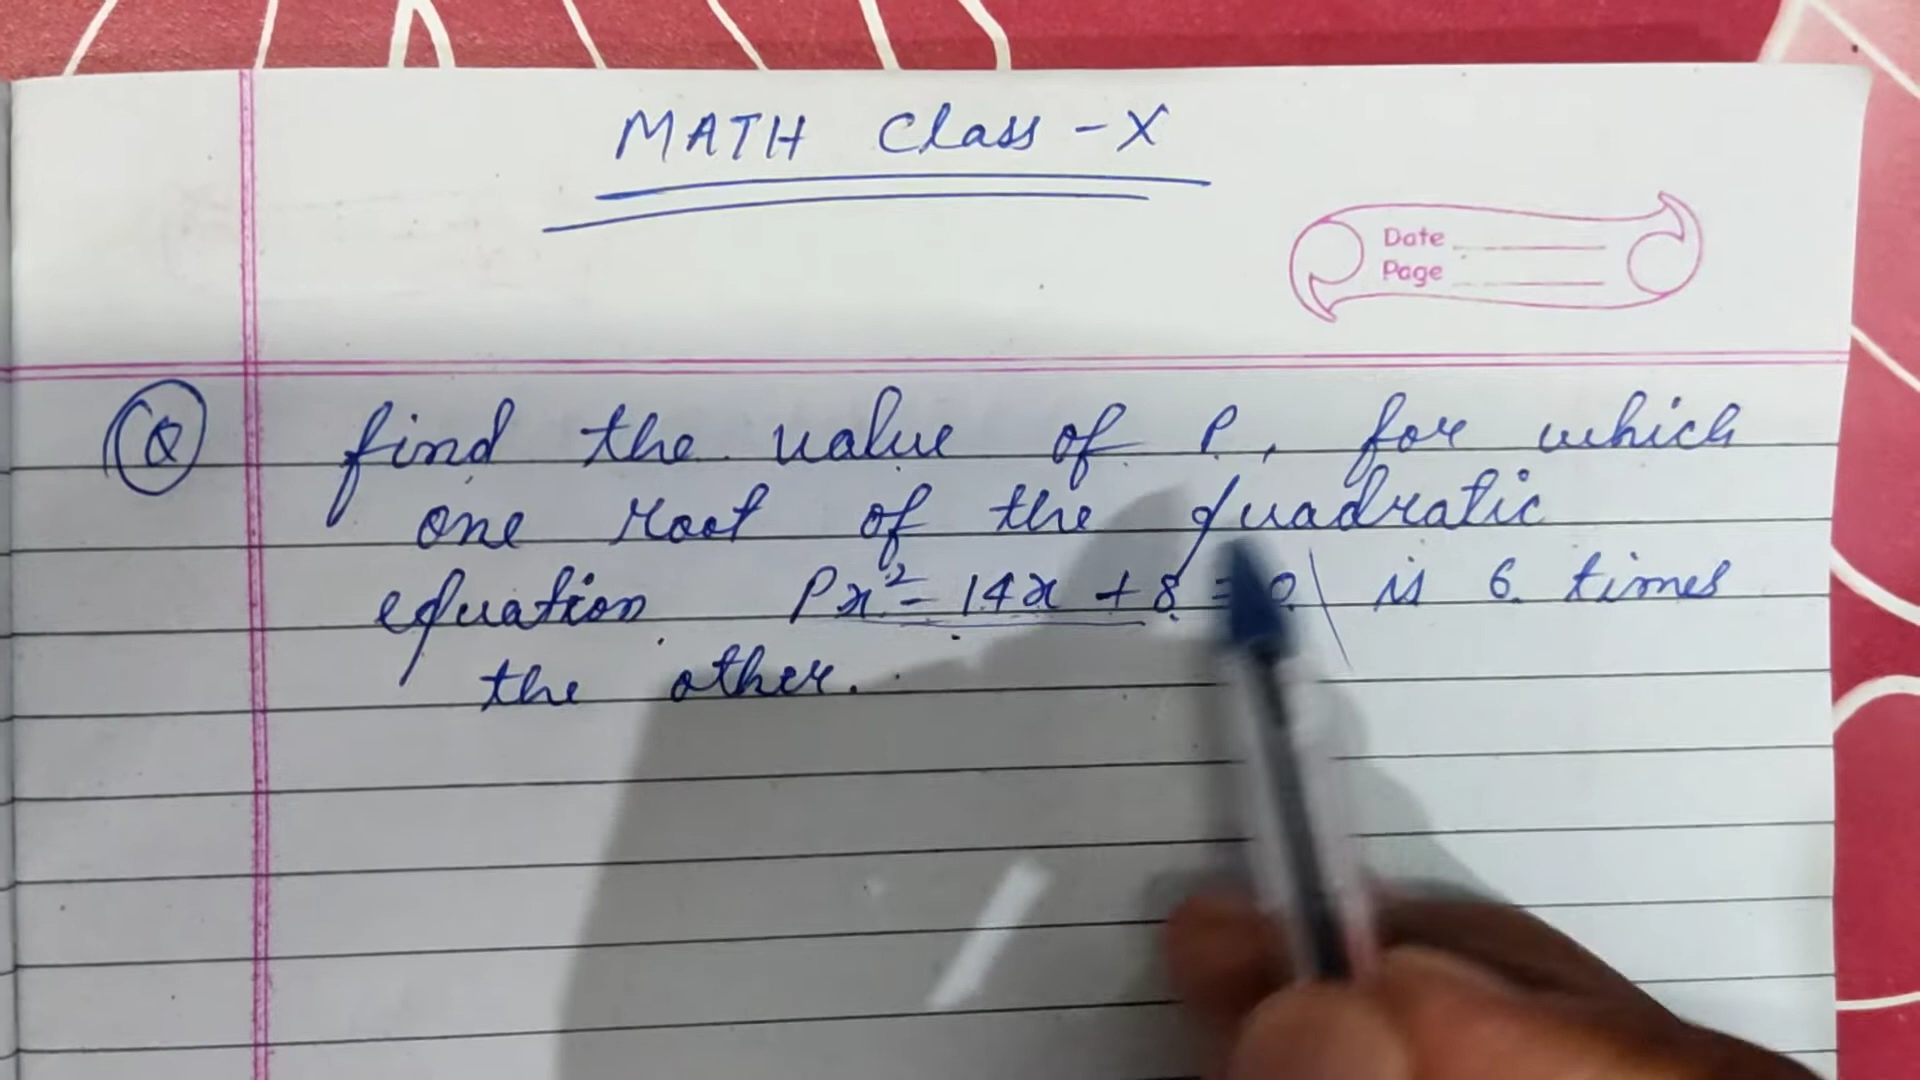 MATH Class - X
Date
Page
Q find the value of P, for which
one root of the quadratic
equation Px² - 14x + 8 = 0 is 6 times
the other.